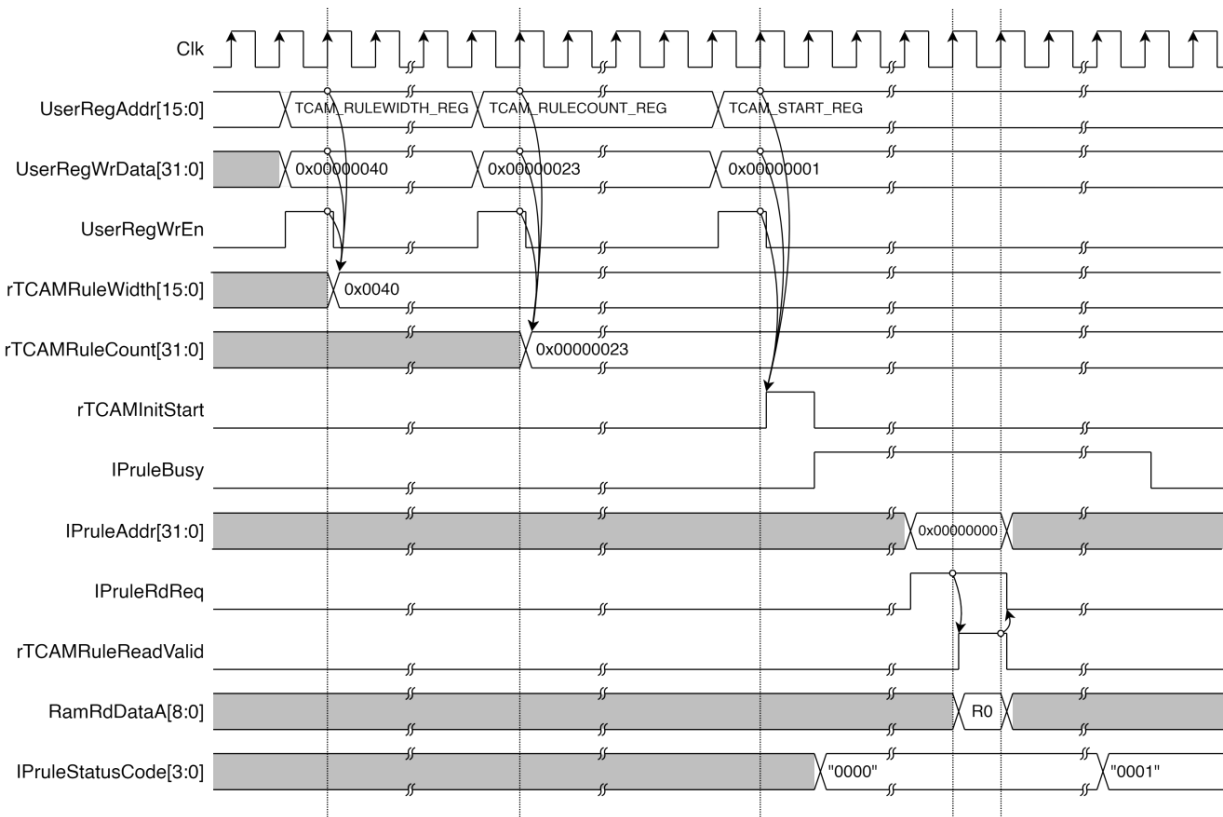 Clk
UserRegAddr[15:0] TCAM_RULEWIDTH_REG TCAM_RULECOUNT_REG TCAM_START_REG
UserRegWrData[31:0] 0x00000040 0x00000023 0x00000001
UserRegWrEn
rTCAMRuleWidth[15:0] 0x0040
rTCAMRuleCount[31:0] 0x00000023
rTCAMInitStart
IPruleBusy
IPruleAddr[31:0] 0x00000000
IPruleRdReq
rTCAMRuleReadValid
RamRdDataA[8:0] R0
IPruleStatusCode[3:0] "0000" "0001"